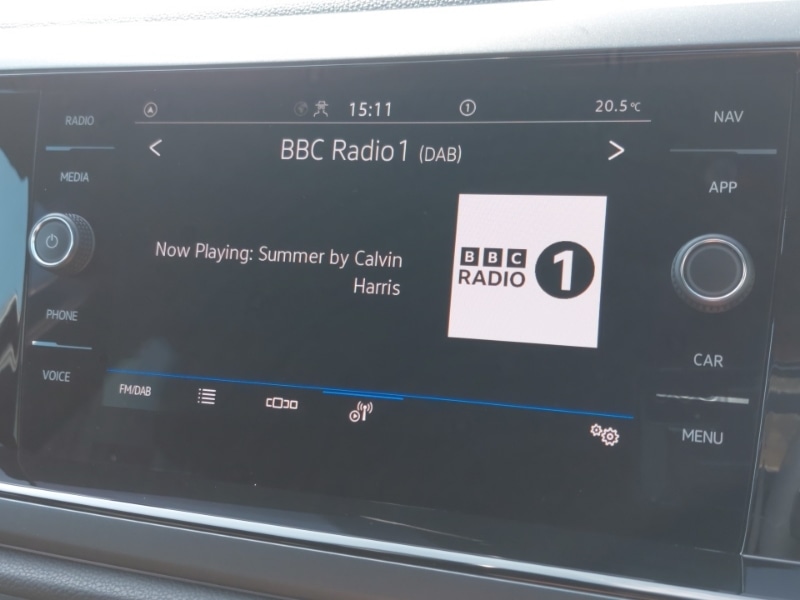 15:11
1
20.5°C
RADIO
MEDIA
PHONE
VOICE
BBC Radio 1 (DAB)
Now Playing: Summer by Calvin
Harris
BBC
RADIO
1
FM/DAB
NAV
APP
CAR
MENU